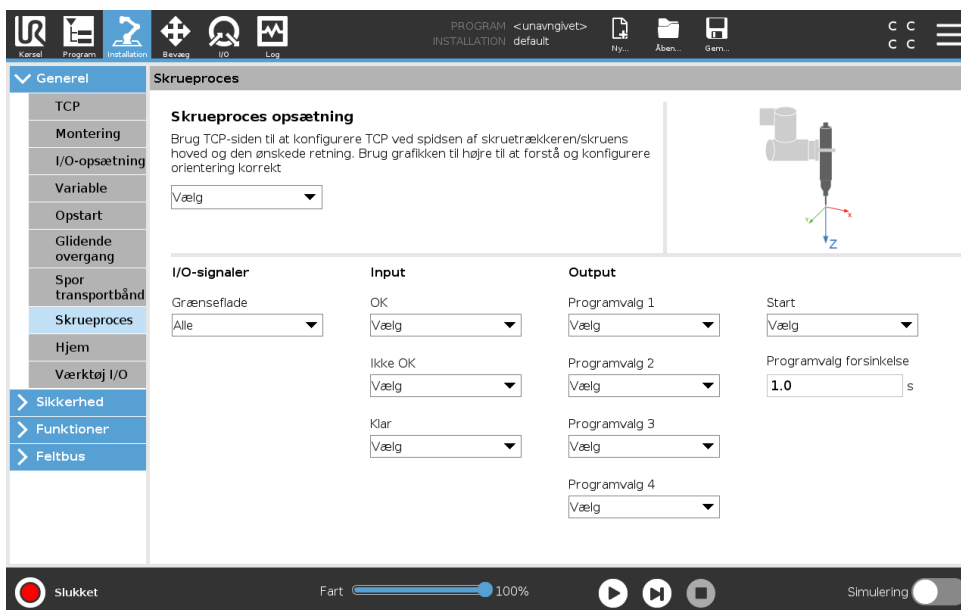 UR
PROGRAM <unavngivet>
INSTALLATION default
Kørsel Program Installation Bevæg I/O Log Ny... Åben... Gem...
C C
C C
Generel
TCP
Montering
I/O-opsætning
Variable
Opstart
Glidende
overgang
Spor
transportbånd
Skrueproces
Hjem
Værktøj I/O
Sikkerhed
Funktioner
Feltbus
Skrueproces
Skrueproces opsætning
Brug TCP-siden til at konfigurere TCP ved spidsen af skruetrækkeren/skruens
hoved og den ønskede retning. Brug grafikken til højre til at forstå og konfigurere
orientering korrekt
Vælg
Y
X
Z
I/O-signaler
Grænseflade
Alle
Input
OK
Vælg
Ikke OK
Vælg
Klar
Vælg
Output
Programvalg 1
Vælg
Programvalg 2
Vælg
Programvalg 3
Vælg
Programvalg 4
Vælg
Start
Vælg
Programvalg forsinkelse
1.0 s
Slukket
Fart 100%
Simulering